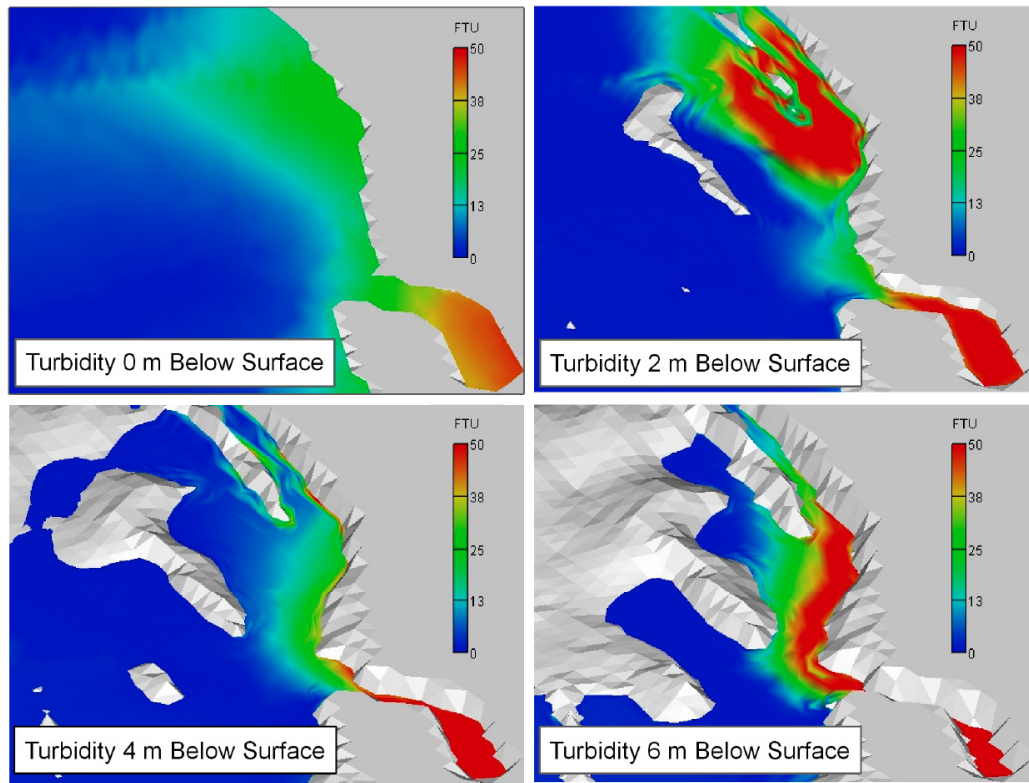 FTU
50
38
25
13
0
Turbidity 0 m Below Surface
FTU
50
38
25
13
0
Turbidity 2 m Below Surface
FTU
50
38
25
13
0
Turbidity 4 m Below Surface
FTU
50
38
25
13
0
Turbidity 6 m Below Surface